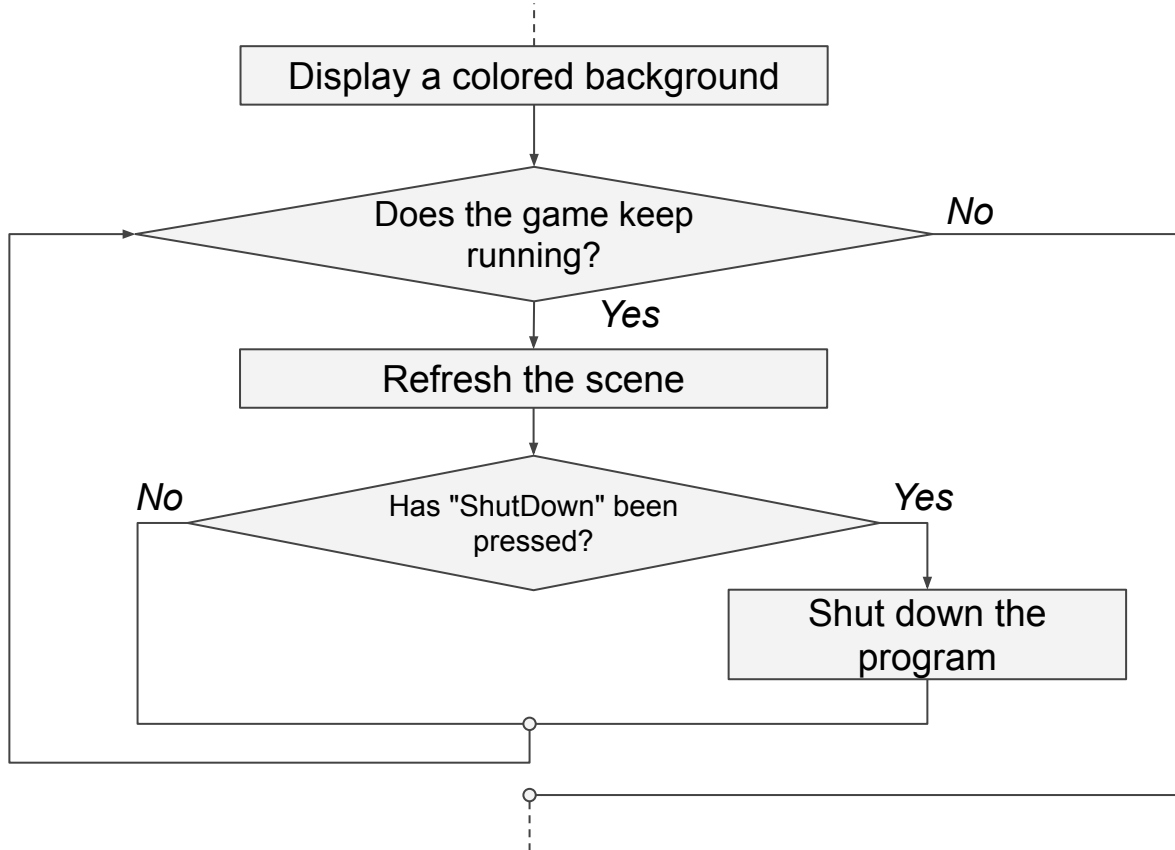 Display a colored background
Does the game keep
running?
No
Yes
Refresh the scene
No
Has "ShutDown" been
pressed?
Yes
Shut down the
program